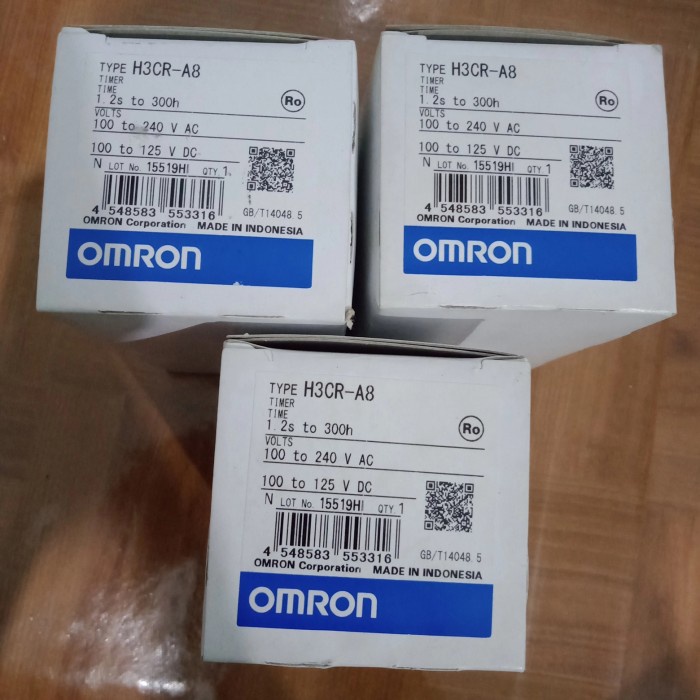 TYPE H3CR-A8
TIMER
TIME
1.2s to 300h
Ro
VOLTS
100 to 240 V AC
100 to 125 V DC
N LOT No. 15519HI QTY. 1
4 548583 553316
GB/T14048.5
OMRON Corporation MADE IN INDONESIA
OMRON
TYPE H3CR-A8
TIMER
TIME
1.2s to 300h
Ro
VOLTS
100 to 240 V AC
100 to 125 V DC
N LOT No. 15519HI QTY. 1
4 548583 553316
GB/T14048.5
OMRON Corporation MADE IN INDONESIA
OMRON
TYPE H3CR-A8
TIMER
TIME
1.2s to 300h
Ro
VOLTS
100 to 240 V AC
100 to 125 V DC
N LOT No. 15519HI QTY. 1
4 548583 553316
GB/T14048.5
OMRON Corporation MADE IN INDONESIA
OMRON